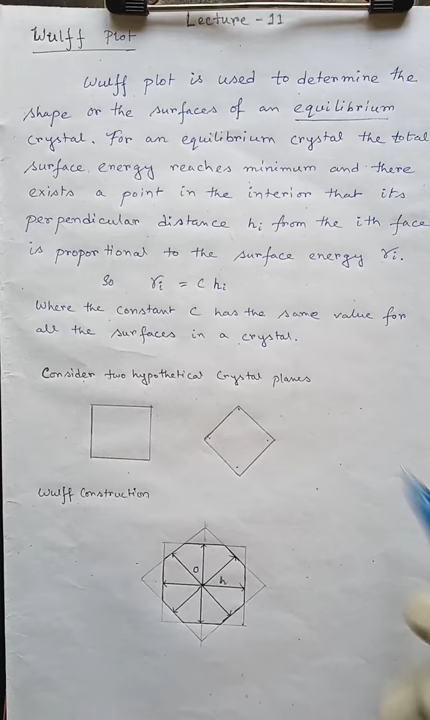 Lecture - 11
Wulff Plot
Wulff plot is used to determine the
shape or the surfaces of an equilibrium
crystal. For an equilibrium crystal the total
surface energy reaches minimum and there
exists a point in the interior that its
perpendicular distance hi from the ith face
is proportional to the surface energy γi.
So γi = C hi
Where the constant C has the same value for
all the surfaces in a crystal.
Consider two hypothetical Crystal planes
Wulff Construction
O
h